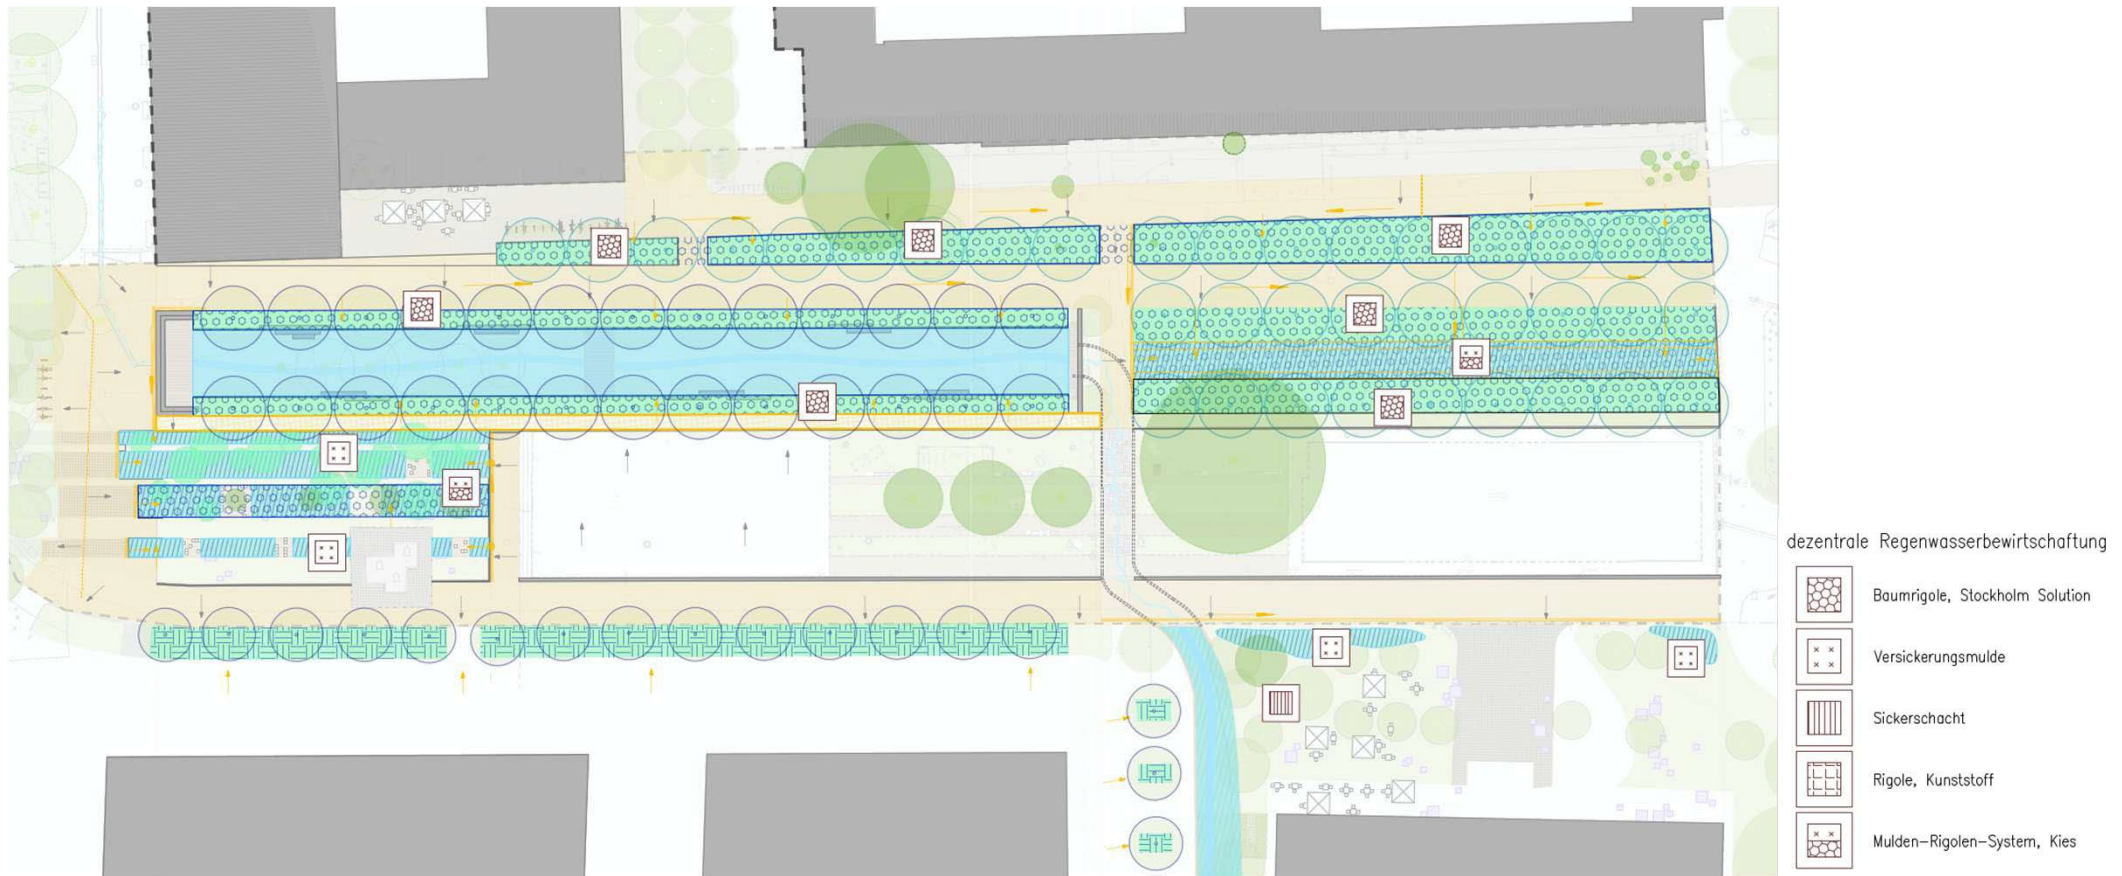 dezentrale Regenwasserbewirtschaftung
Baumrigole, Stockholm Solution
Versickerungsmulde
Sickerschacht
Rigole, Kunststoff
Mulden-Rigolen-System, Kies